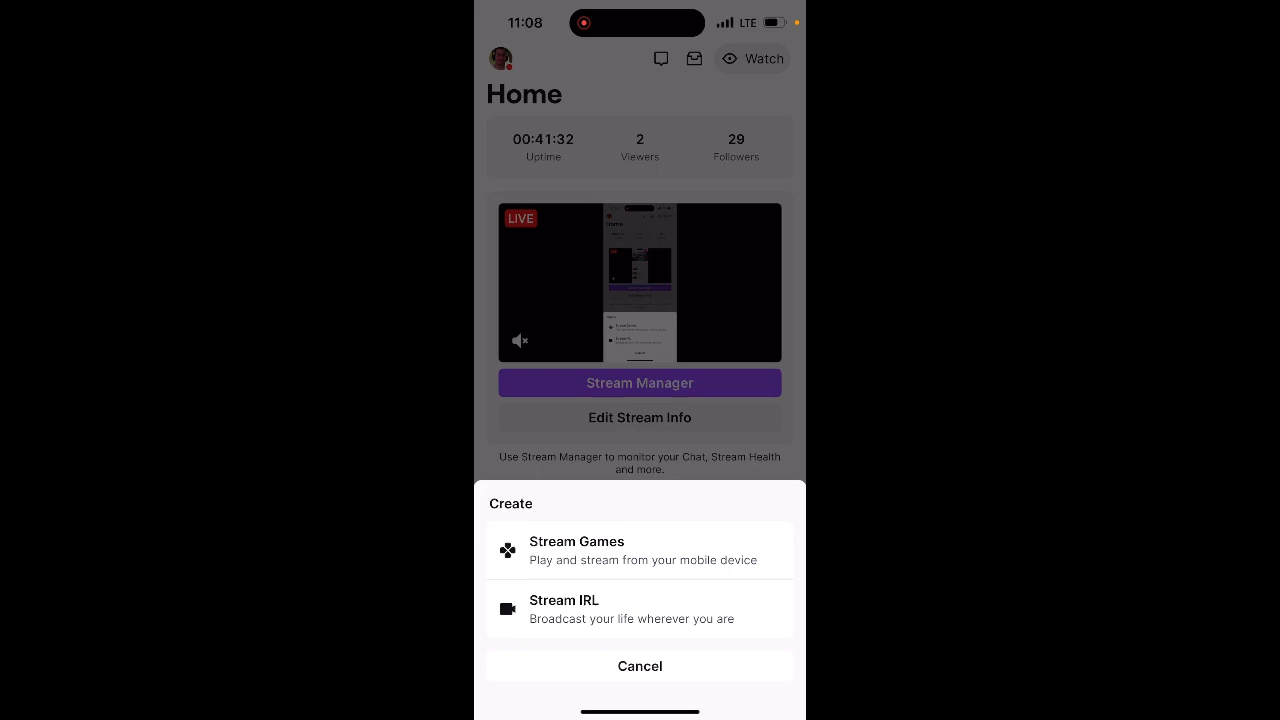 11:08
LTE
Watch
Home
00:41:32 2 29
Uptime Viewers Followers
LIVE
Home
Stream Manager
Edit Stream Info
Use Stream Manager to monitor your Chat, Stream Health
and more.
Create
Stream Games
Play and stream from your mobile device
Stream IRL
Broadcast your life wherever you are
Cancel